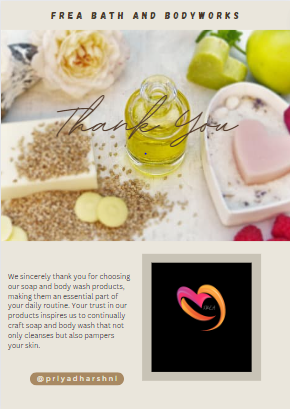 FREA BATH AND BODYWORKS
Thank You
We sincerely thank you for choosing
our soap and body wash products,
making them an essential part of
your daily routine. Your trust in our
products inspires us to continually
craft soap and body wash that not
only cleanses but also pampers
your skin.
@priyadharshni